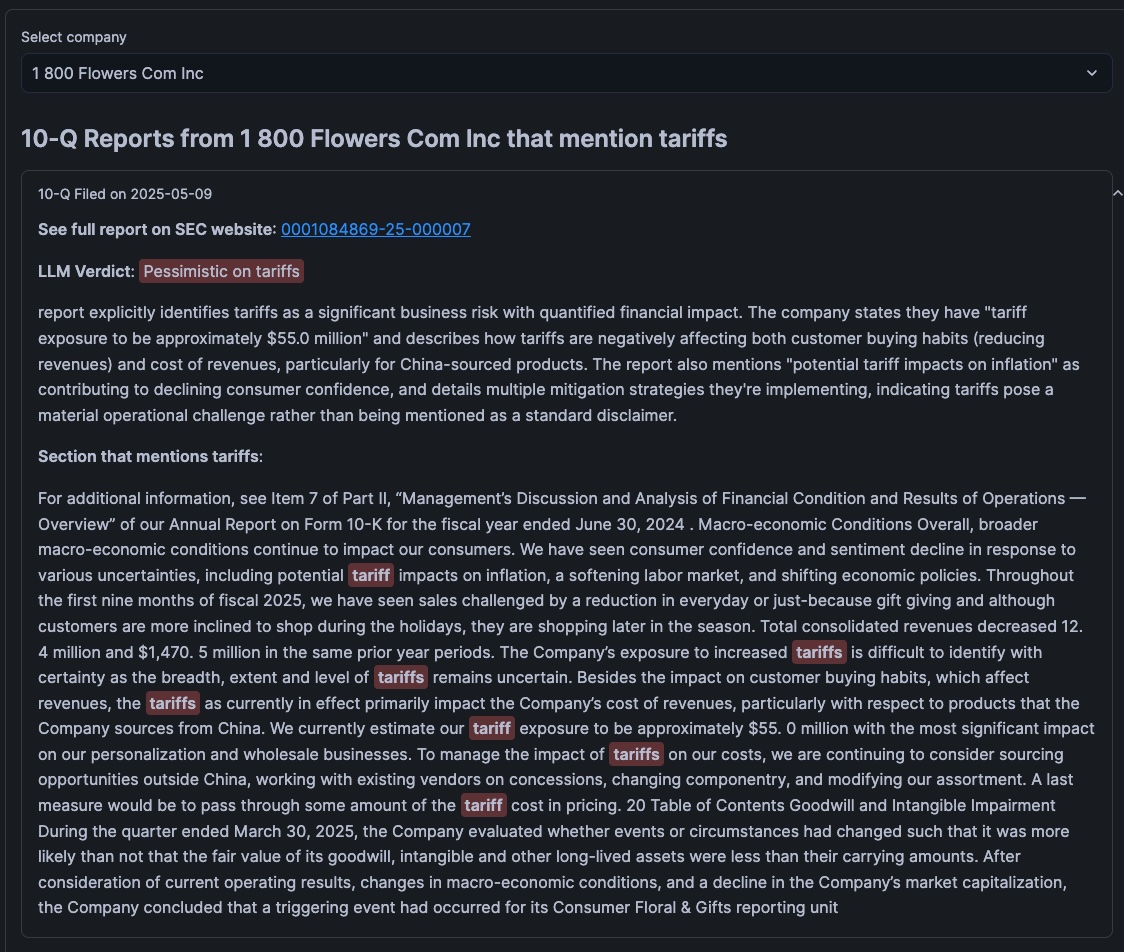 Select company
1 800 Flowers Com Inc
10-Q Reports from 1 800 Flowers Com Inc that mention tariffs
10-Q Filed on 2025-05-09
See full report on SEC website: 0001084869-25-000007
LLM Verdict: Pessimistic on tariffs
report explicitly identifies tariffs as a significant business risk with quantified financial impact. The company states they have "tariff
exposure to be approximately $55.0 million" and describes how tariffs are negatively affecting both customer buying habits (reducing
revenues) and cost of revenues, particularly for China-sourced products. The report also mentions "potential tariff impacts on inflation" as
contributing to declining consumer confidence, and details multiple mitigation strategies they're implementing, indicating tariffs pose a
material operational challenge rather than being mentioned as a standard disclaimer.
Section that mentions tariffs:
For additional information, see Item 7 of Part II, “Management’s Discussion and Analysis of Financial Condition and Results of Operations —
Overview” of our Annual Report on Form 10-K for the fiscal year ended June 30, 2024 . Macro-economic Conditions Overall, broader
macro-economic conditions continue to impact our consumers. We have seen consumer confidence and sentiment decline in response to
various uncertainties, including potential tariff impacts on inflation, a softening labor market, and shifting economic policies. Throughout
the first nine months of fiscal 2025, we have seen sales challenged by a reduction in everyday or just-because gift giving and although
customers are more inclined to shop during the holidays, they are shopping later in the season. Total consolidated revenues decreased 12.
4 million and $1,470. 5 million in the same prior year periods. The Company’s exposure to increased tariffs is difficult to identify with
certainty as the breadth, extent and level of tariffs remains uncertain. Besides the impact on customer buying habits, which affect
revenues, the tariffs as currently in effect primarily impact the Company’s cost of revenues, particularly with respect to products that the
Company sources from China. We currently estimate our tariff exposure to be approximately $55. 0 million with the most significant impact
on our personalization and wholesale businesses. To manage the impact of tariffs on our costs, we are continuing to consider sourcing
opportunities outside China, working with existing vendors on concessions, changing componentry, and modifying our assortment. A last
measure would be to pass through some amount of the tariff cost in pricing. 20 Table of Contents Goodwill and Intangible Impairment
During the quarter ended March 30, 2025, the Company evaluated whether events or circumstances had changed such that it was more
likely than not that the fair value of its goodwill, intangible and other long-lived assets were less than their carrying amounts. After
consideration of current operating results, changes in macro-economic conditions, and a decline in the Company’s market capitalization,
the Company concluded that a triggering event had occurred for its Consumer Floral & Gifts reporting unit